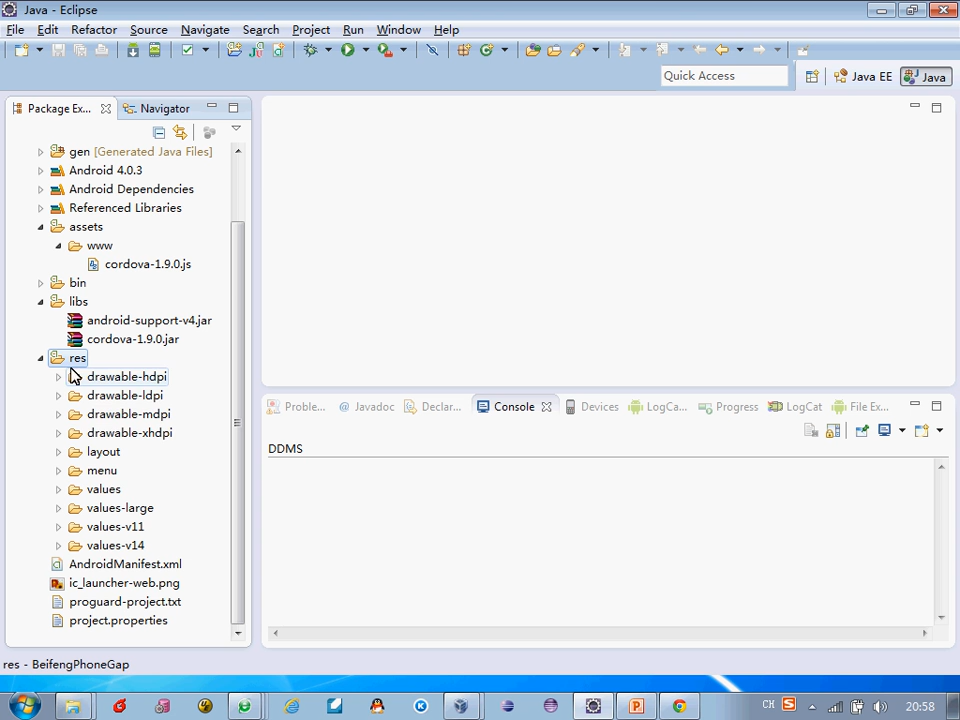 Java - Eclipse
File Edit Refactor Source Navigate Search Project Run Window Help
Quick Access
Java EE
Java
Package Ex...
Navigator
gen [Generated Java Files]
Android 4.0.3
Android Dependencies
Referenced Libraries
assets
www
cordova-1.9.0.js
bin
libs
android-support-v4.jar
cordova-1.9.0.jar
res
drawable-hdpi
drawable-ldpi
drawable-mdpi
drawable-xhdpi
layout
menu
values
values-large
values-v11
values-v14
AndroidManifest.xml
ic_launcher-web.png
proguard-project.txt
project.properties
Proble... Javadoc Declar... Console Devices LogCa... Progress LogCat File Ex...
DDMS
res - BeifengPhoneGap
CH
20:58